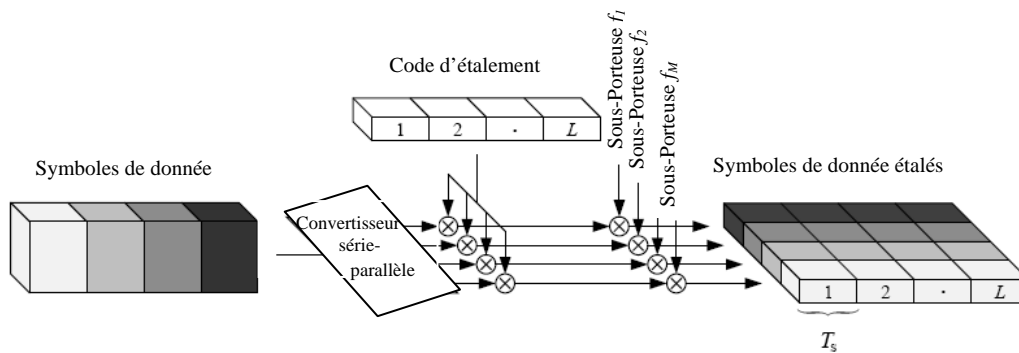 Code d'étalement
1 2 · L
Sous-Porteuse f1
Sous-Porteuse f2
Sous-Porteuse fM
Symboles de donnée
Convertisseur
série-
parallèle
Symboles de donnée étalés
1 2 · L
Ts